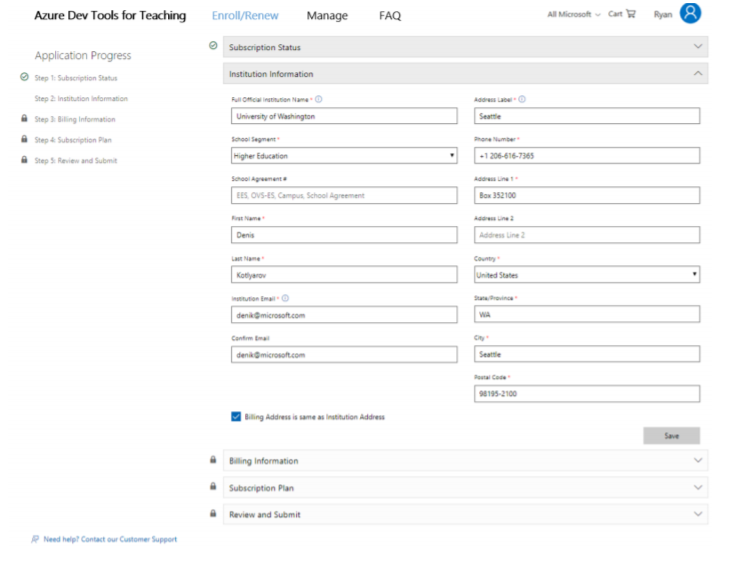 Azure Dev Tools for Teaching Enroll/Renew Manage FAQ All Microsoft Cart Ryan
Application Progress
Step 1: Subscription Status
Step 2: Institution Information
Step 3: Billing Information
Step 4: Subscription Plan
Step 5: Review and Submit
Subscription Status
Institution Information
Full Official Institution Name *
University of Washington
School Segment *
Higher Education
School Agreement #
EES, OVS-ES, Campus, School Agreement
First Name *
Denis
Last Name *
Kotlyarov
Institution Email *
denik@microsoft.com
Confirm Email
denik@microsoft.com
Address Label *
Seattle
Phone Number *
+1 206-616-7365
Address Line 1 *
Box 352100
Address Line 2
Address Line 2
Country *
United States
State/Province *
WA
City *
Seattle
Postal Code *
98195-2100
Billing Address is same as Institution Address
Save
Billing Information
Subscription Plan
Review and Submit
Need help? Contact our Customer Support